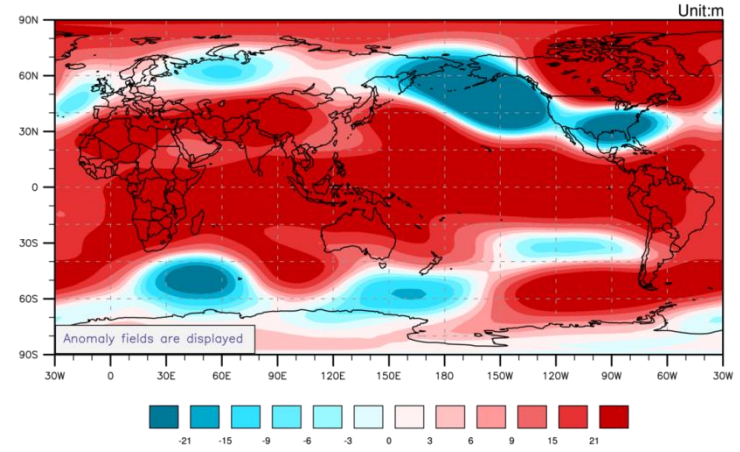 Unit:m
90N
60N
30N
0
30S
60S
90S
Anomaly fields are displayed
30W 0 30E 60E 90E 120E 150E 180 150W 120W 90W 60W 30W
-21 -15 -9 -6 -3 0 3 6 9 15 21